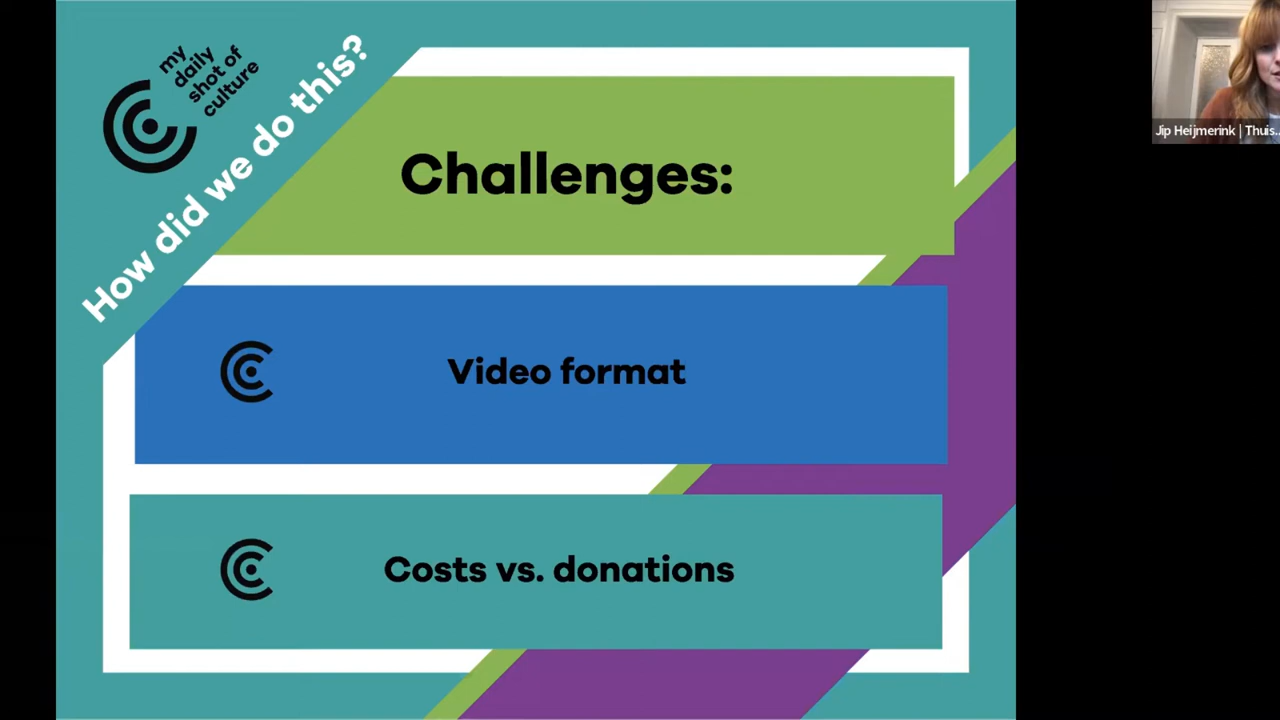 my
daily
shot of
culture
How did we do this?
Challenges:
Video format
Costs vs. donations
Jip Heijmerink | Thuis...